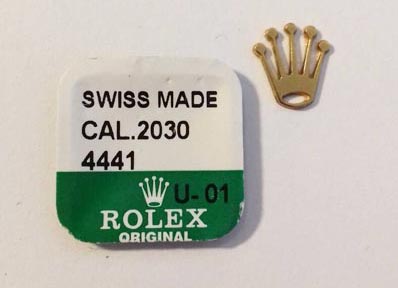 SWISS MADE
CAL.2030
4441
U-01
ROLEX
ORIGINAL